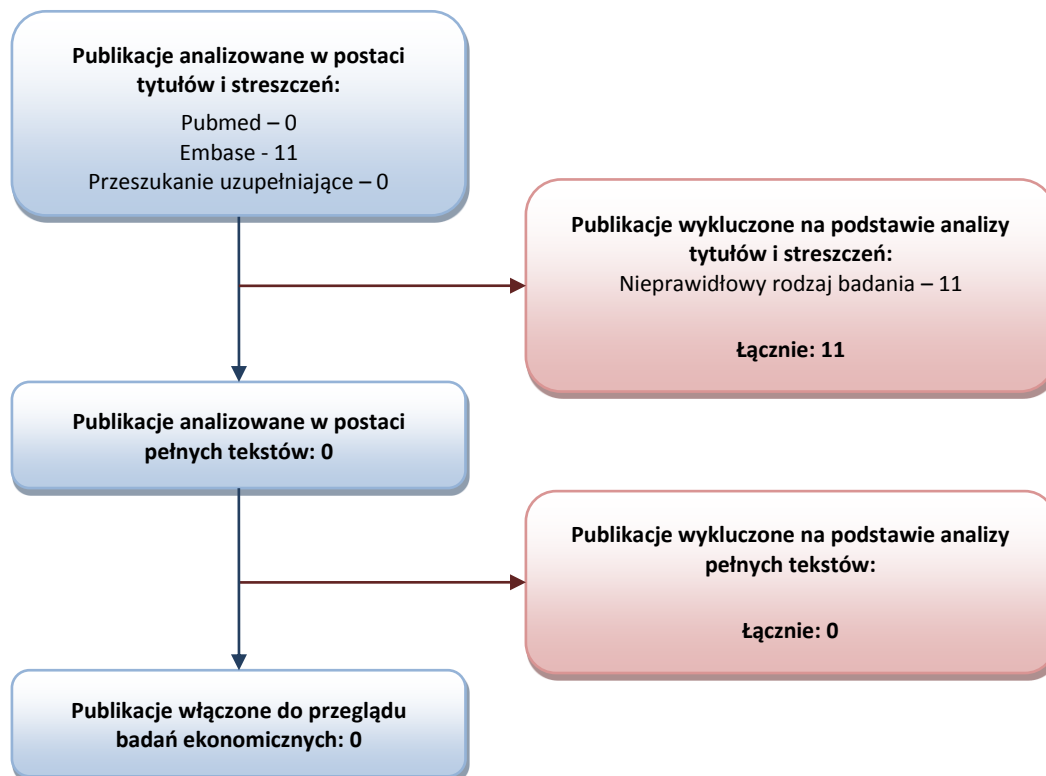 Publikacje analizowane w postaci
tytułów i streszczeń:
Pubmed – 0
Embase - 11
Przeszukanie uzupełniające – 0
Publikacje wykluczone na podstawie analizy
tytułów i streszczeń:
Nieprawidłowy rodzaj badania – 11
Łącznie: 11
Publikacje analizowane w postaci
pełnych tekstów: 0
Publikacje wykluczone na podstawie analizy
pełnych tekstów:
Łącznie: 0
Publikacje włączone do przeglądu
badań ekonomicznych: 0